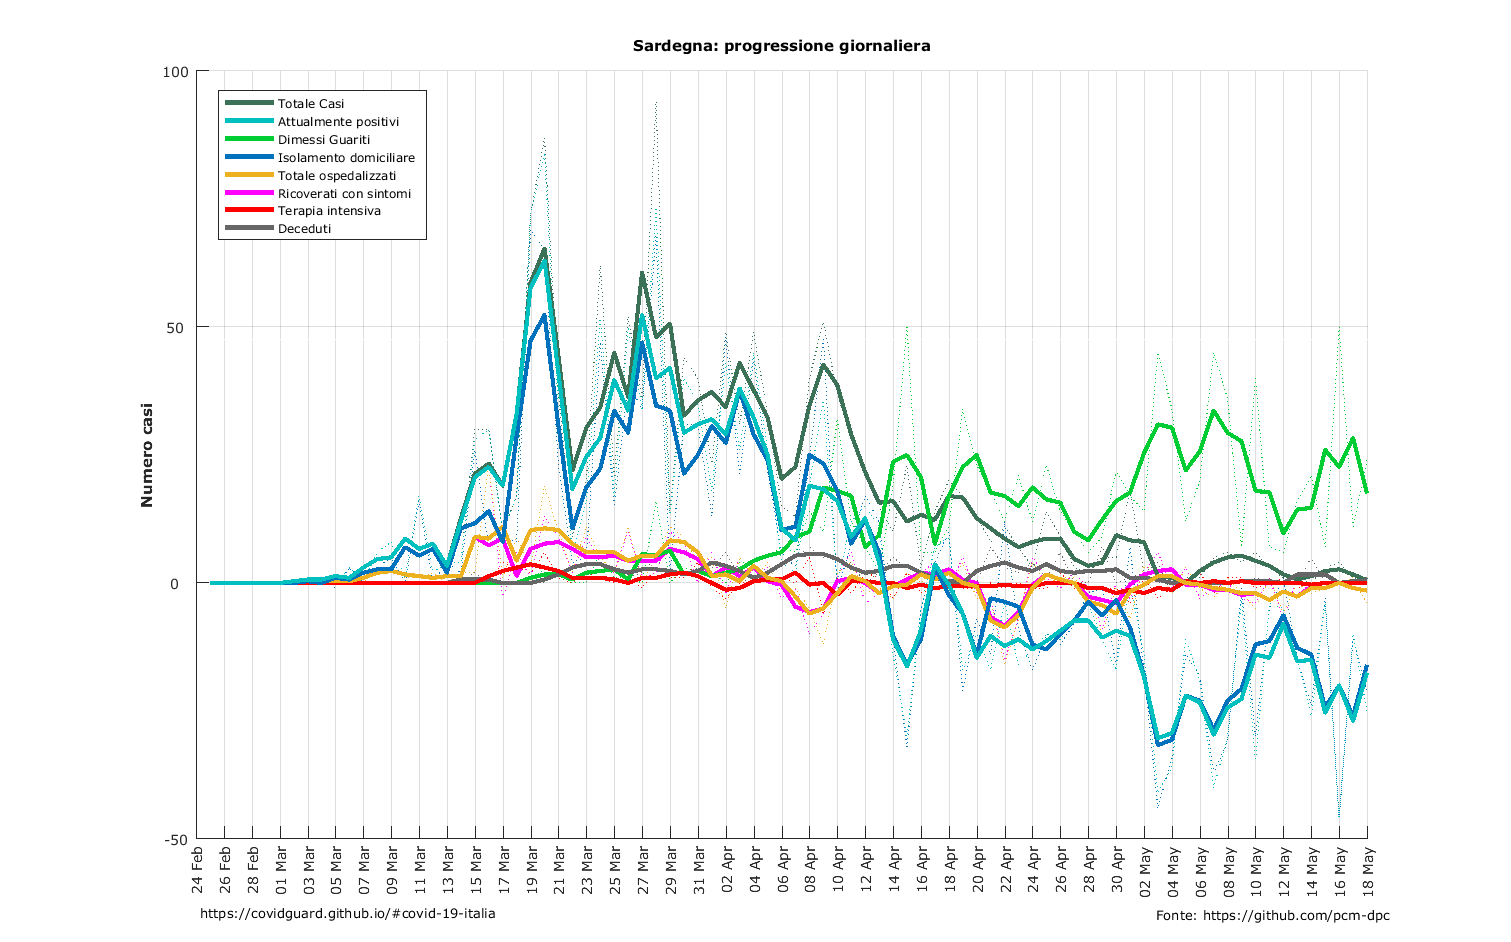 Sardegna: progressione giornaliera
100
50
0
-50
Numero casi
Totale Casi
Attualmente positivi
Dimessi Guariti
Isolamento domiciliare
Totale ospedalizzati
Ricoverati con sintomi
Terapia intensiva
Deceduti
24 Feb
26 Feb
28 Feb
01 Mar
03 Mar
05 Mar
07 Mar
09 Mar
11 Mar
13 Mar
15 Mar
17 Mar
19 Mar
21 Mar
23 Mar
25 Mar
27 Mar
29 Mar
31 Mar
02 Apr
04 Apr
06 Apr
08 Apr
10 Apr
12 Apr
14 Apr
16 Apr
18 Apr
20 Apr
22 Apr
24 Apr
26 Apr
28 Apr
30 Apr
02 May
04 May
06 May
08 May
10 May
12 May
14 May
16 May
18 May
https://covidguard.github.io/#covid-19-italia
Fonte: https://github.com/pcm-dpc